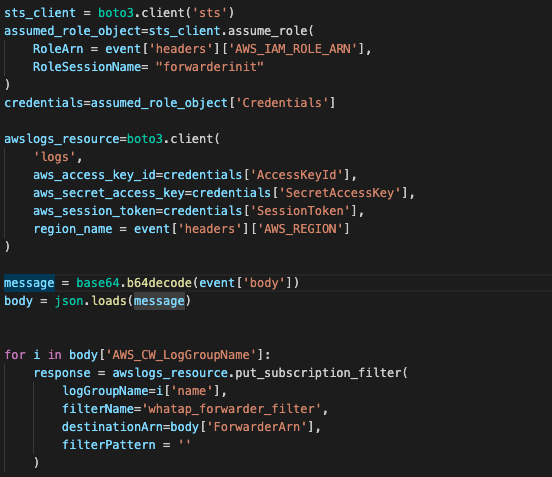 sts_client = boto3.client('sts')
assumed_role_object=sts_client.assume_role(
    RoleArn = event['headers']['AWS_IAM_ROLE_ARN'],
    RoleSessionName= "forwarderinit"
)
credentials=assumed_role_object['Credentials']

awslogs_resource=boto3.client(
    'logs',
    aws_access_key_id=credentials['AccessKeyId'],
    aws_secret_access_key=credentials['SecretAccessKey'],
    aws_session_token=credentials['SessionToken'],
    region_name = event['headers']['AWS_REGION']
)

message = base64.b64decode(event['body'])
body = json.loads(message)


for i in body['AWS_CW_LogGroupName']:
    response = awslogs_resource.put_subscription_filter(
        logGroupName=i['name'],
        filterName='whatap_forwarder_filter',
        destinationArn=body['ForwarderArn'],
        filterPattern = ''
    )